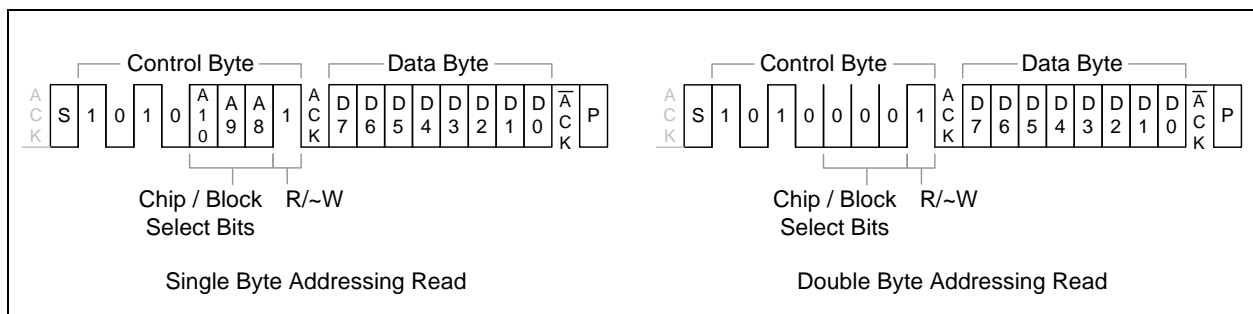 Control Byte Data Byte Control Byte Data Byte
ACK S 1 0 1 0 A10 A9 A8 1 ACK D7 D6 D5 D4 D3 D2 D1 D0 A̅CK P ACK S 1 0 1 0 0 0 0 1 ACK D7 D6 D5 D4 D3 D2 D1 D0 A̅CK P
Chip / Block R/~W Chip / Block R/~W
Select Bits Select Bits
Single Byte Addressing Read Double Byte Addressing Read